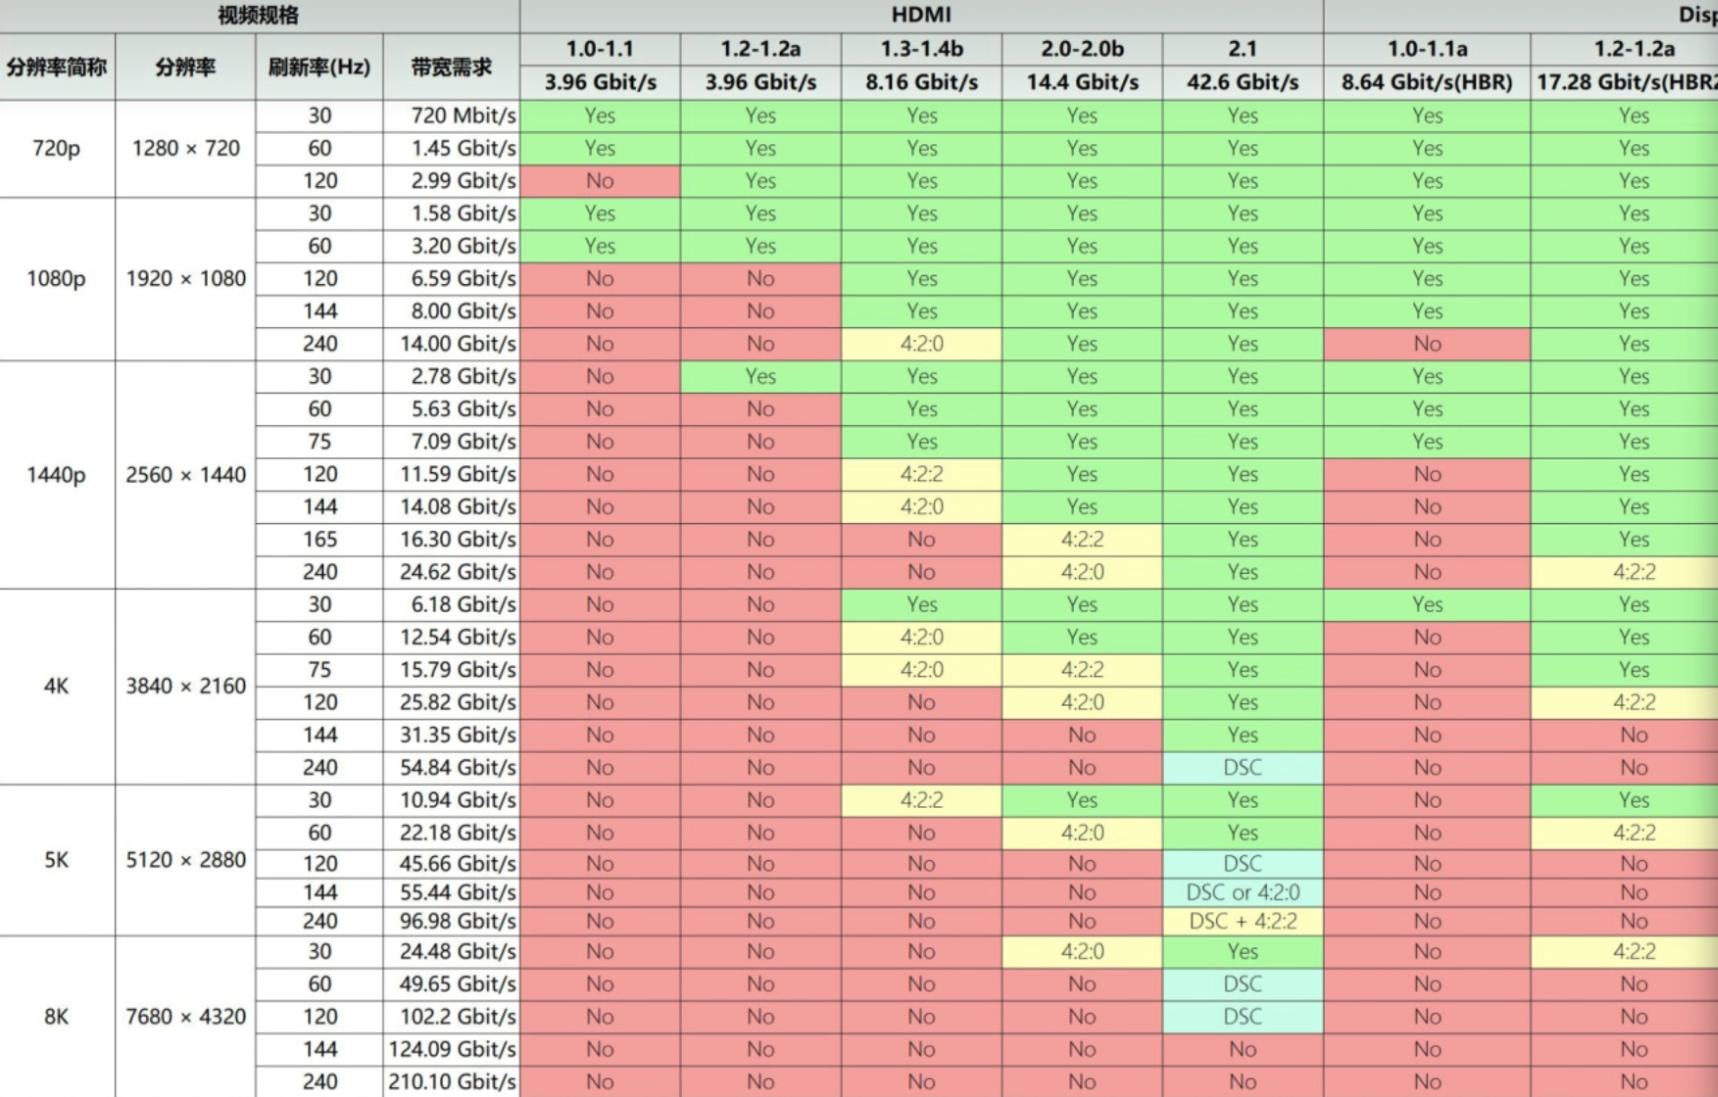 视频规格 HDMI Disp
分辨率简称 分辨率 刷新率(Hz) 带宽需求 1.0-1.1 1.2-1.2a 1.3-1.4b 2.0-2.0b 2.1 1.0-1.1a 1.2-1.2a
3.96 Gbit/s 3.96 Gbit/s 8.16 Gbit/s 14.4 Gbit/s 42.6 Gbit/s 8.64 Gbit/s(HBR) 17.28 Gbit/s(HBR2
720p 1280 × 720 30 720 Mbit/s Yes Yes Yes Yes Yes Yes Yes
60 1.45 Gbit/s Yes Yes Yes Yes Yes Yes Yes
120 2.99 Gbit/s No Yes Yes Yes Yes Yes Yes
1080p 1920 × 1080 30 1.58 Gbit/s Yes Yes Yes Yes Yes Yes Yes
60 3.20 Gbit/s Yes Yes Yes Yes Yes Yes Yes
120 6.59 Gbit/s No No Yes Yes Yes Yes Yes
144 8.00 Gbit/s No No Yes Yes Yes Yes Yes
240 14.00 Gbit/s No No 4:2:0 Yes Yes No Yes
1440p 2560 × 1440 30 2.78 Gbit/s No Yes Yes Yes Yes Yes Yes
60 5.63 Gbit/s No No Yes Yes Yes Yes Yes
75 7.09 Gbit/s No No Yes Yes Yes Yes Yes
120 11.59 Gbit/s No No 4:2:2 Yes Yes No Yes
144 14.08 Gbit/s No No 4:2:0 Yes Yes No Yes
165 16.30 Gbit/s No No No 4:2:2 Yes No Yes
240 24.62 Gbit/s No No No 4:2:0 Yes No 4:2:2
4K 3840 × 2160 30 6.18 Gbit/s No No Yes Yes Yes Yes Yes
60 12.54 Gbit/s No No 4:2:0 Yes Yes No Yes
75 15.79 Gbit/s No No 4:2:0 4:2:2 Yes No Yes
120 25.82 Gbit/s No No No 4:2:0 Yes No 4:2:2
144 31.35 Gbit/s No No No No Yes No No
240 54.84 Gbit/s No No No No DSC No No
5K 5120 × 2880 30 10.94 Gbit/s No No 4:2:2 Yes Yes No Yes
60 22.18 Gbit/s No No No 4:2:0 Yes No 4:2:2
120 45.66 Gbit/s No No No No DSC No No
144 55.44 Gbit/s No No No No DSC or 4:2:0 No No
240 96.98 Gbit/s No No No No DSC + 4:2:2 No No
8K 7680 × 4320 30 24.48 Gbit/s No No No 4:2:0 Yes No 4:2:2
60 49.65 Gbit/s No No No No DSC No No
120 102.2 Gbit/s No No No No DSC No No
144 124.09 Gbit/s No No No No No No No
240 210.10 Gbit/s No No No No No No No